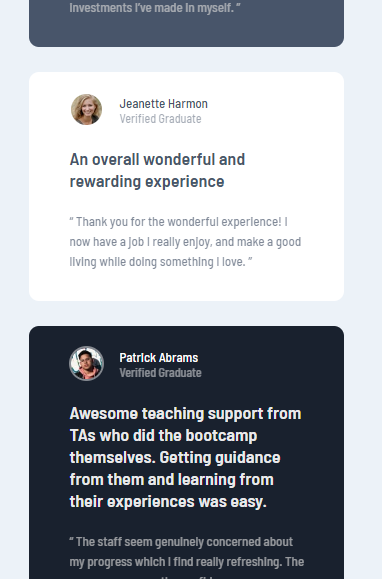 investments I've made in myself. ”
Jeanette Harmon
Verified Graduate
An overall wonderful and
rewarding experience
“ Thank you for the wonderful experience! I
now have a job I really enjoy, and make a good
living while doing something I love. ”
Patrick Abrams
Verified Graduate
Awesome teaching support from
TAs who did the bootcamp
themselves. Getting guidance
from them and learning from
their experiences was easy.
“ The staff seem genuinely concerned about
my progress which I find really refreshing. The